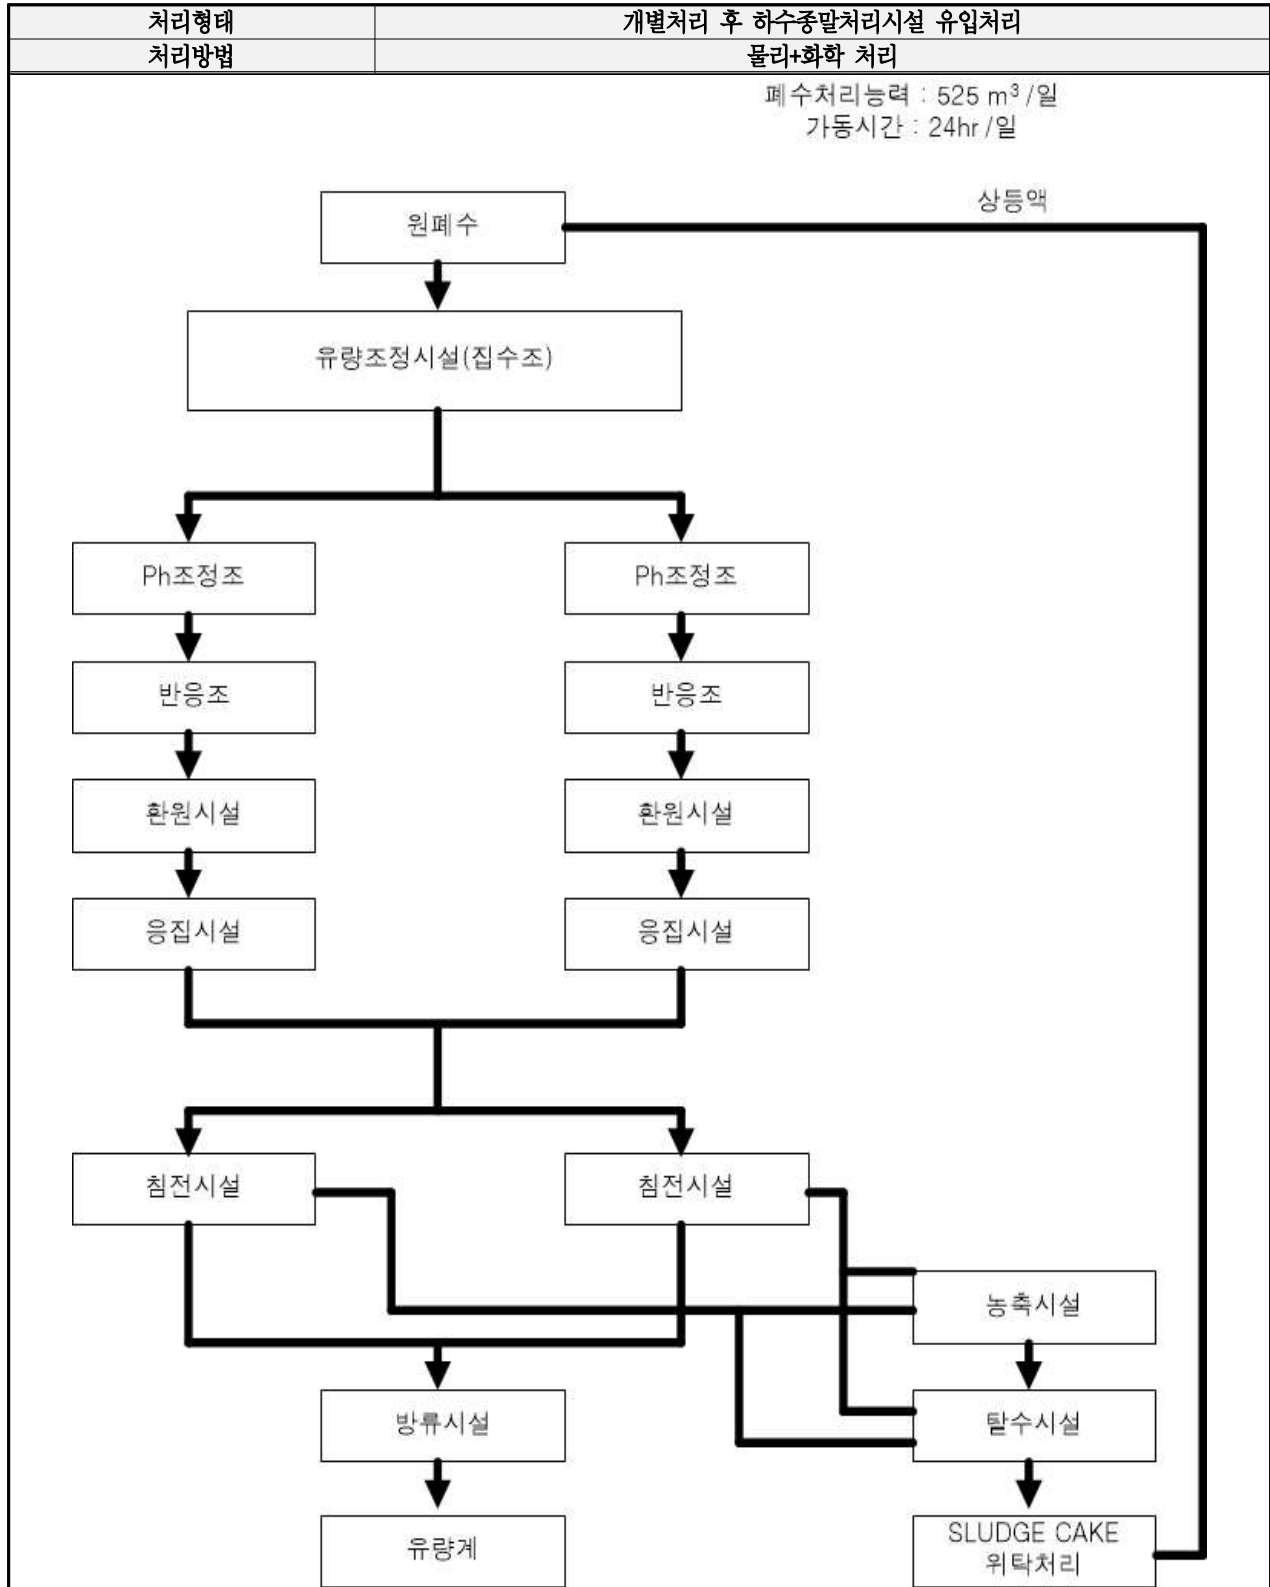 처리형태 개별처리 후 하수종말처리시설 유입처리
처리방법 물리+화학 처리
폐수처리능력 : 525 m³ /일
가동시간 : 24hr /일
상등액
원폐수
유량조정시설(집수조)
Ph조정조 Ph조정조
반응조 반응조
환원시설 환원시설
응집시설 응집시설
침전시설 침전시설
농축시설
방류시설 탈수시설
유량계 SLUDGE CAKE
위탁처리